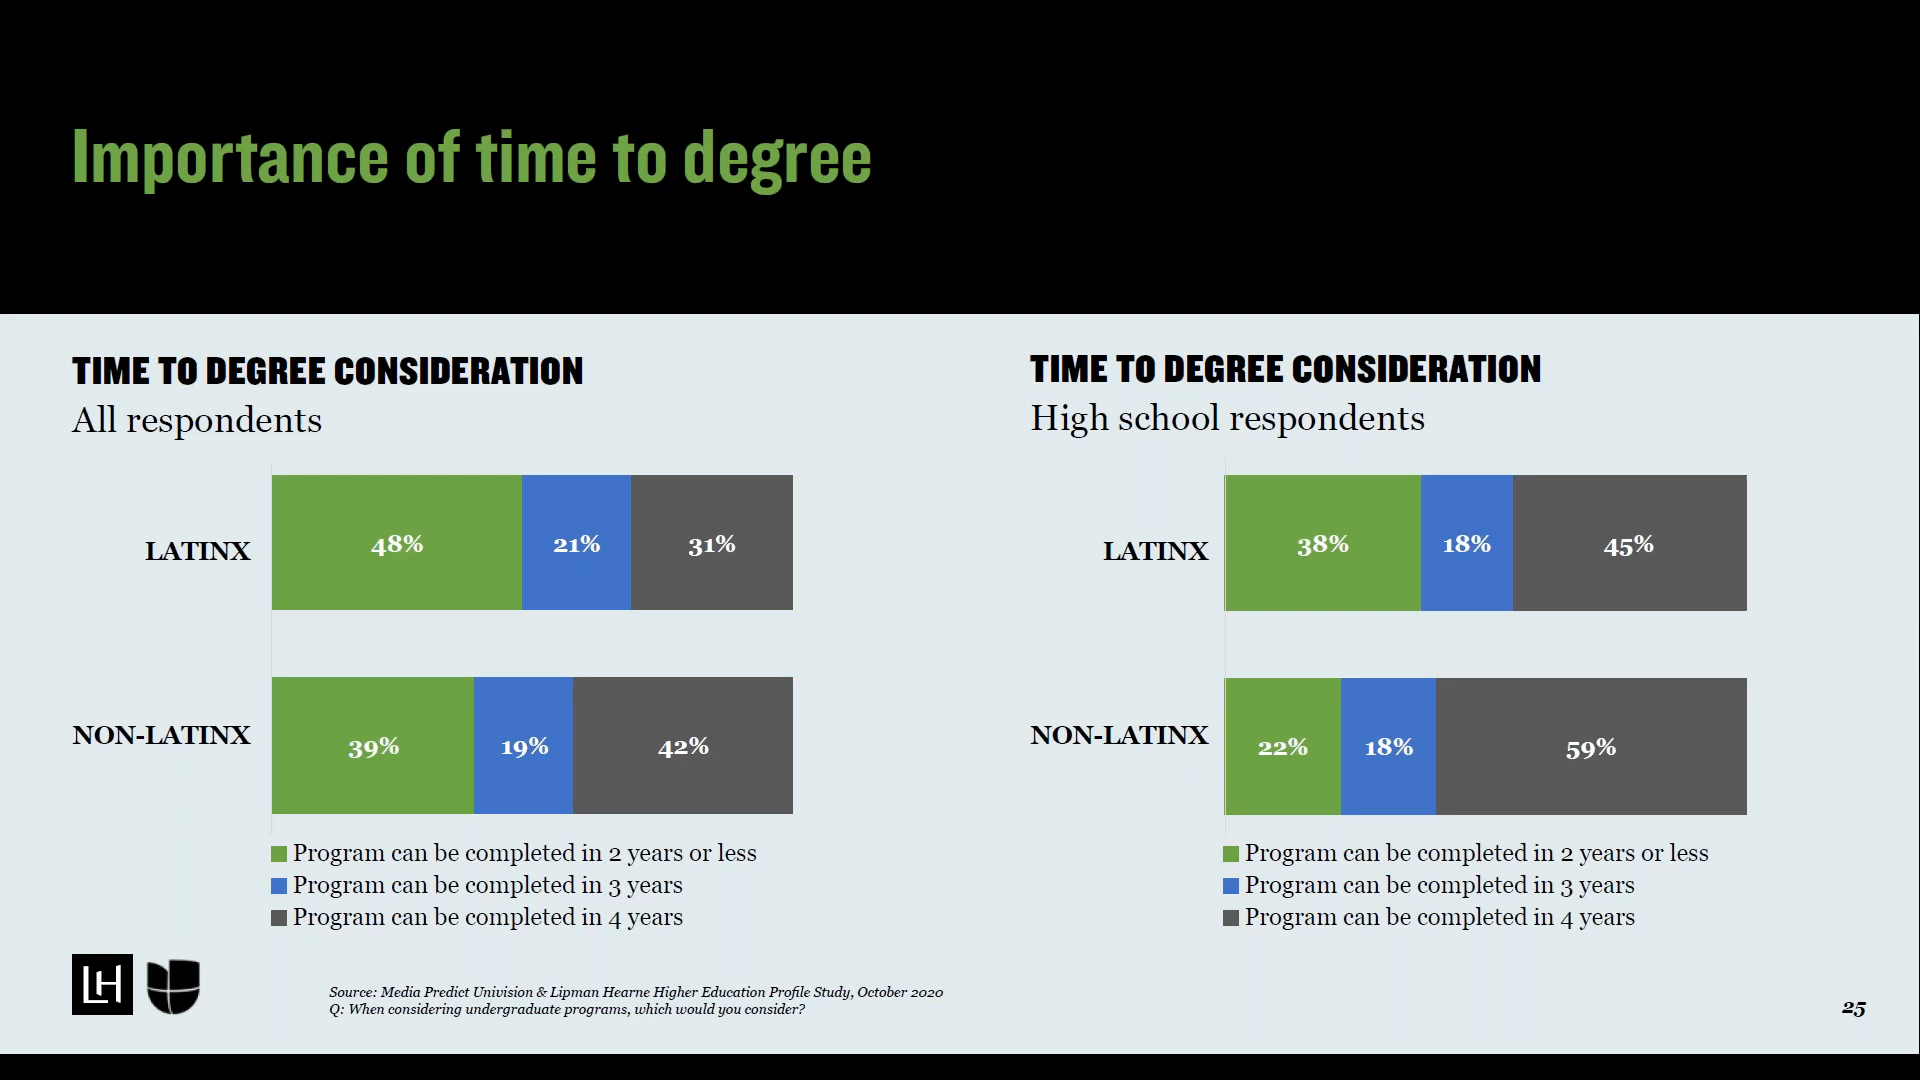 Importance of time to degree
TIME TO DEGREE CONSIDERATION
All respondents
LATINX
48%
21%
31%
NON-LATINX
39%
19%
42%
Program can be completed in 2 years or less
Program can be completed in 3 years
Program can be completed in 4 years
TIME TO DEGREE CONSIDERATION
High school respondents
LATINX
38%
18%
45%
NON-LATINX
22%
18%
59%
Program can be completed in 2 years or less
Program can be completed in 3 years
Program can be completed in 4 years
LH
Source: Media Predict Univision & Lipman Hearne Higher Education Profile Study, October 2020
Q: When considering undergraduate programs, which would you consider?
25